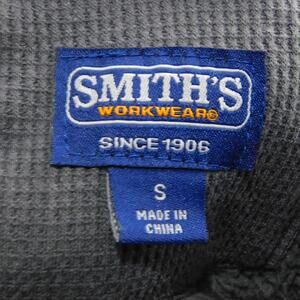 SMITH'S
WORKWEAR®
SINCE 1906
S
MADE IN
CHINA